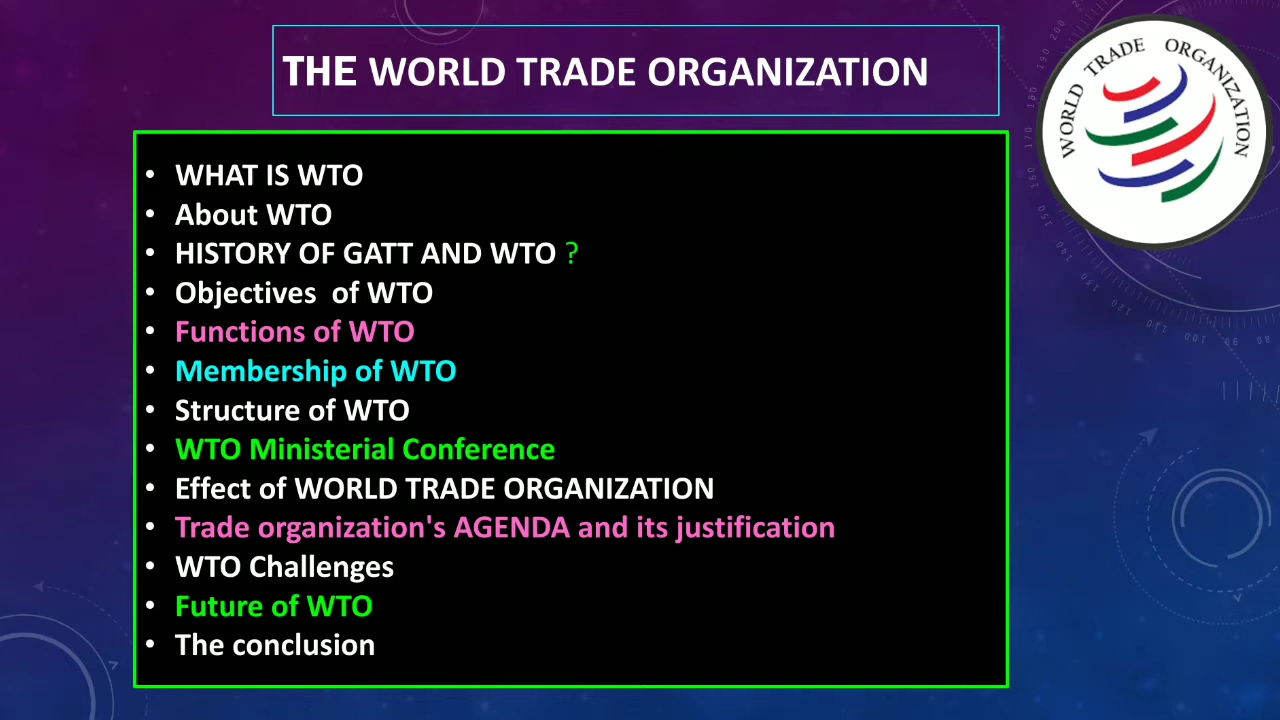 THE WORLD TRADE ORGANIZATION
WORLD TRADE ORGANIZATION
• WHAT IS WTO
• About WTO
• HISTORY OF GATT AND WTO ?
• Objectives  of WTO
• Functions of WTO
• Membership of WTO
• Structure of WTO
• WTO Ministerial Conference
• Effect of WORLD TRADE ORGANIZATION
• Trade organization's AGENDA and its justification
• WTO Challenges
• Future of WTO
• The conclusion